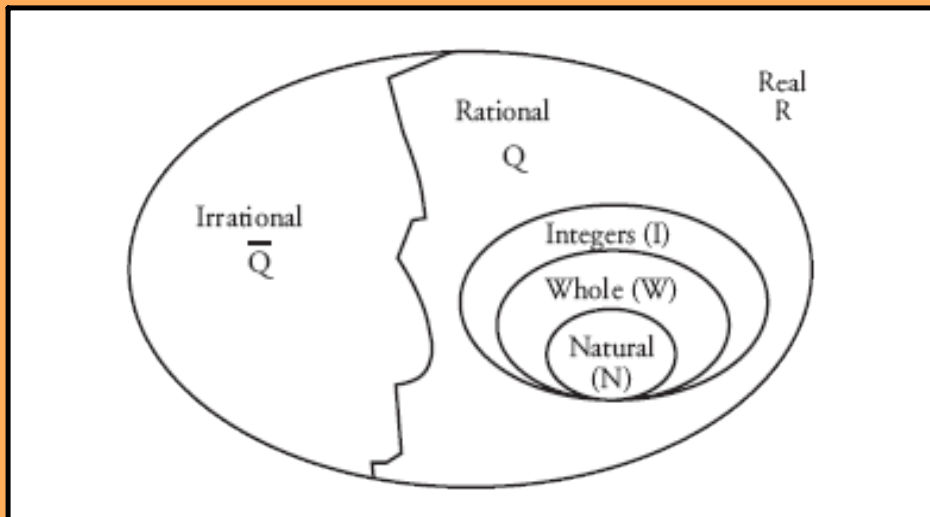 Real
R
Rational
Q
Irrational
Q̅
Integers (I)
Whole (W)
Natural
(N)